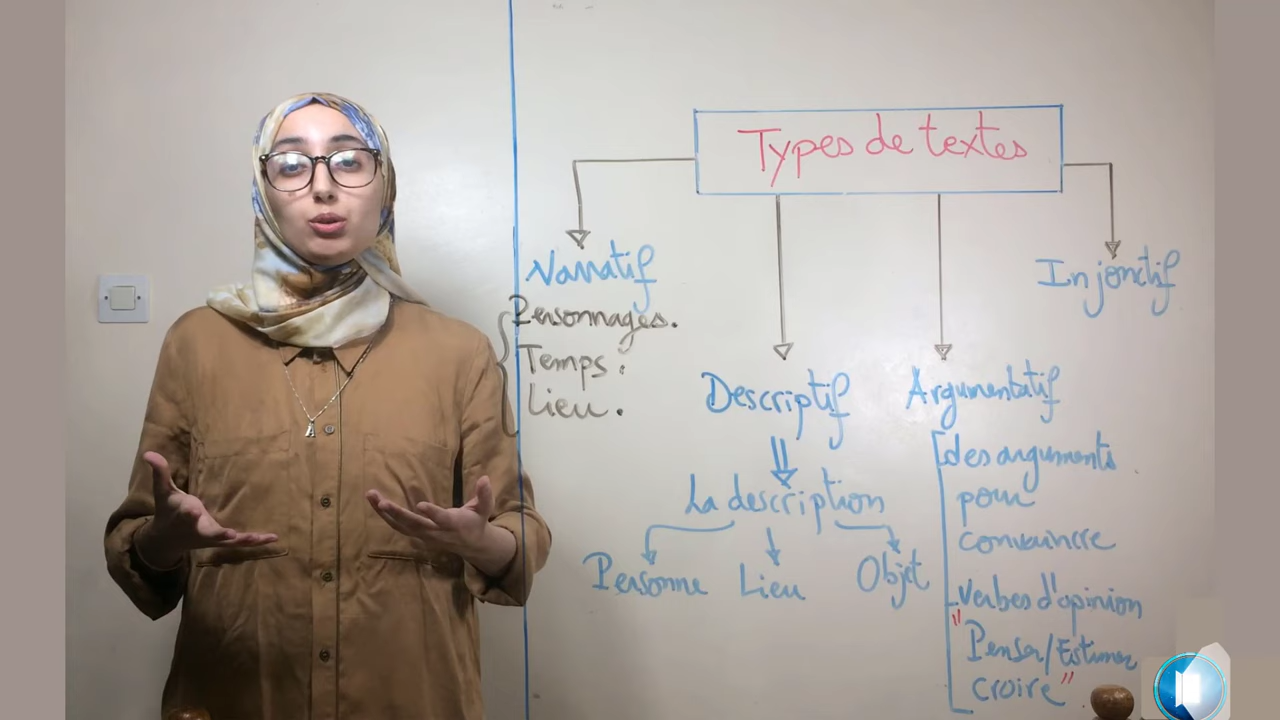 Types de textes
Narratif
Personnages.
Temps.
Lieu.
Descriptif
La description
Personne Lieu Objet
Argumentatif
des arguments
pour
convaincre
verbes d'opinion
"Penser/Estimer
croire"
Injonctif
A